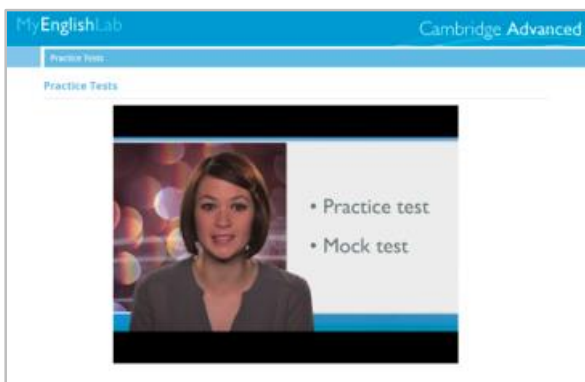 MyEnglishLab
Cambridge Advanced
Practice Tests
Practice Tests
• Practice test
• Mock test